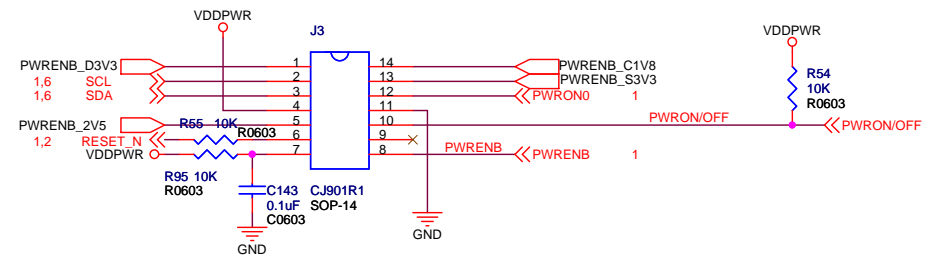 VDDPWR
J3
VDDPWR
PWRENB_D3V3
1
14
PWRENB_C1V8
1,6 SCL
2
13
PWRENB_S3V3
1,6 SDA
3
12
PWRON0 1
4
11
R54
10K
R0603
PWRENB_2V5
5
10
PWRON/OFF
PWRON/OFF
R55 10K
R0603
1,2 RESET_N
6
9
VDDPWR
7
8
PWRENB
PWRENB 1
R95 10K
R0603
C143
0.1uF
C0603
CJ901R1
SOP-14
GND
GND